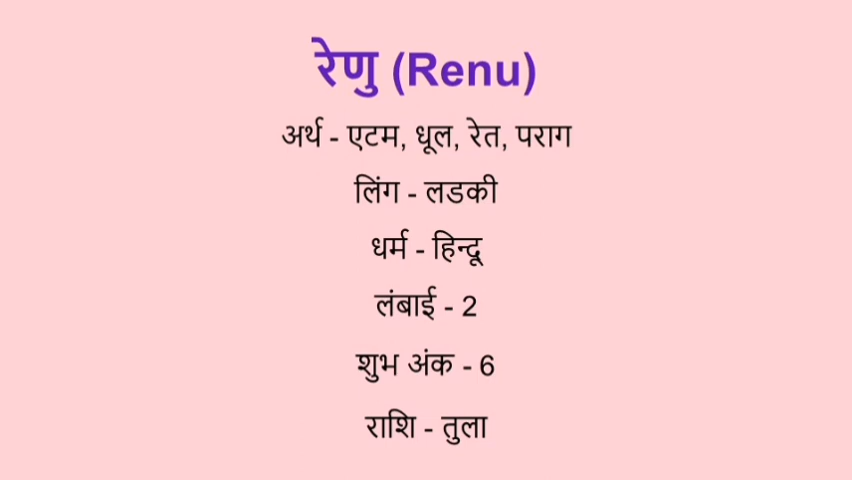 रेणु (Renu)
अर्थ - एटम, धूल, रेत, पराग
लिंग - लडकी
धर्म - हिन्दू
लंबाई - 2
शुभ अंक - 6
राशि - तुला